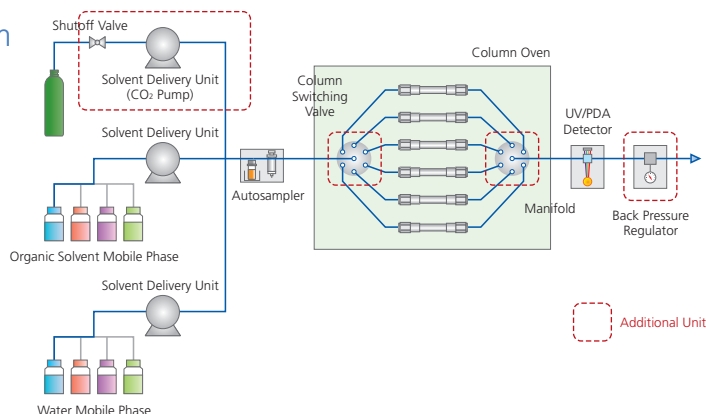 n
Shutoff Valve
Solvent Delivery Unit
(CO₂ Pump)
Column Oven
Column
Switching
Valve
UV/PDA
Detector
Solvent Delivery Unit
Autosampler
Manifold
Back Pressure
Regulator
Organic Solvent Mobile Phase
Solvent Delivery Unit
Additional Unit
Water Mobile Phase